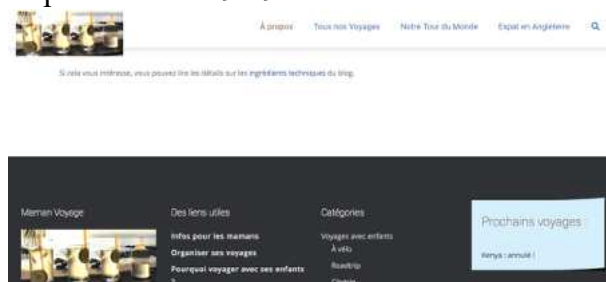 À propos Tous nos Voyages Notre Tour du Monde Expat en Angleterre
Si cela vous intéresse, vous pouvez lire les détails sur les ingrédients techniques du blog.
Maman Voyage
Des liens utiles
Infos pour les mamans
Organiser ses voyages
Pourquoi voyager avec ses enfants
?
Catégories
Voyages avec enfants
À vélo
Roadtrip
Prochains voyages :
Kenya : annulé !